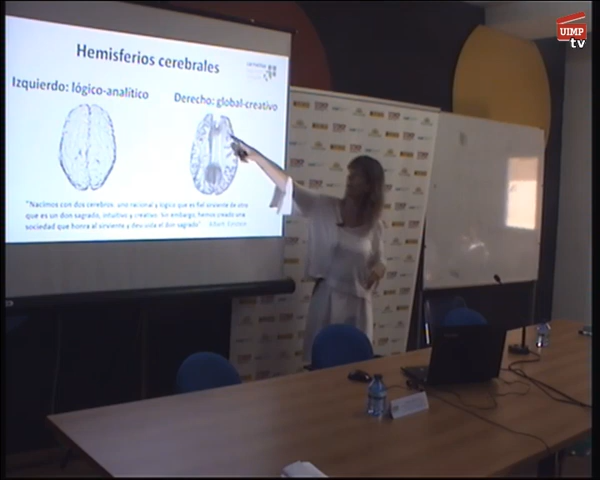 UIMP
tv
Hemisferios cerebrales
Izquierdo: lógico-analítico
Derecho: global-creativo
"Nacimos con dos cerebros: uno racional y lógico que es fiel sirviente de otro
que es un don sagrado, intuitivo y creativo. Sin embargo, hemos creado una
sociedad que honra al sirviente y descuida el don sagrado" Albert Einstein